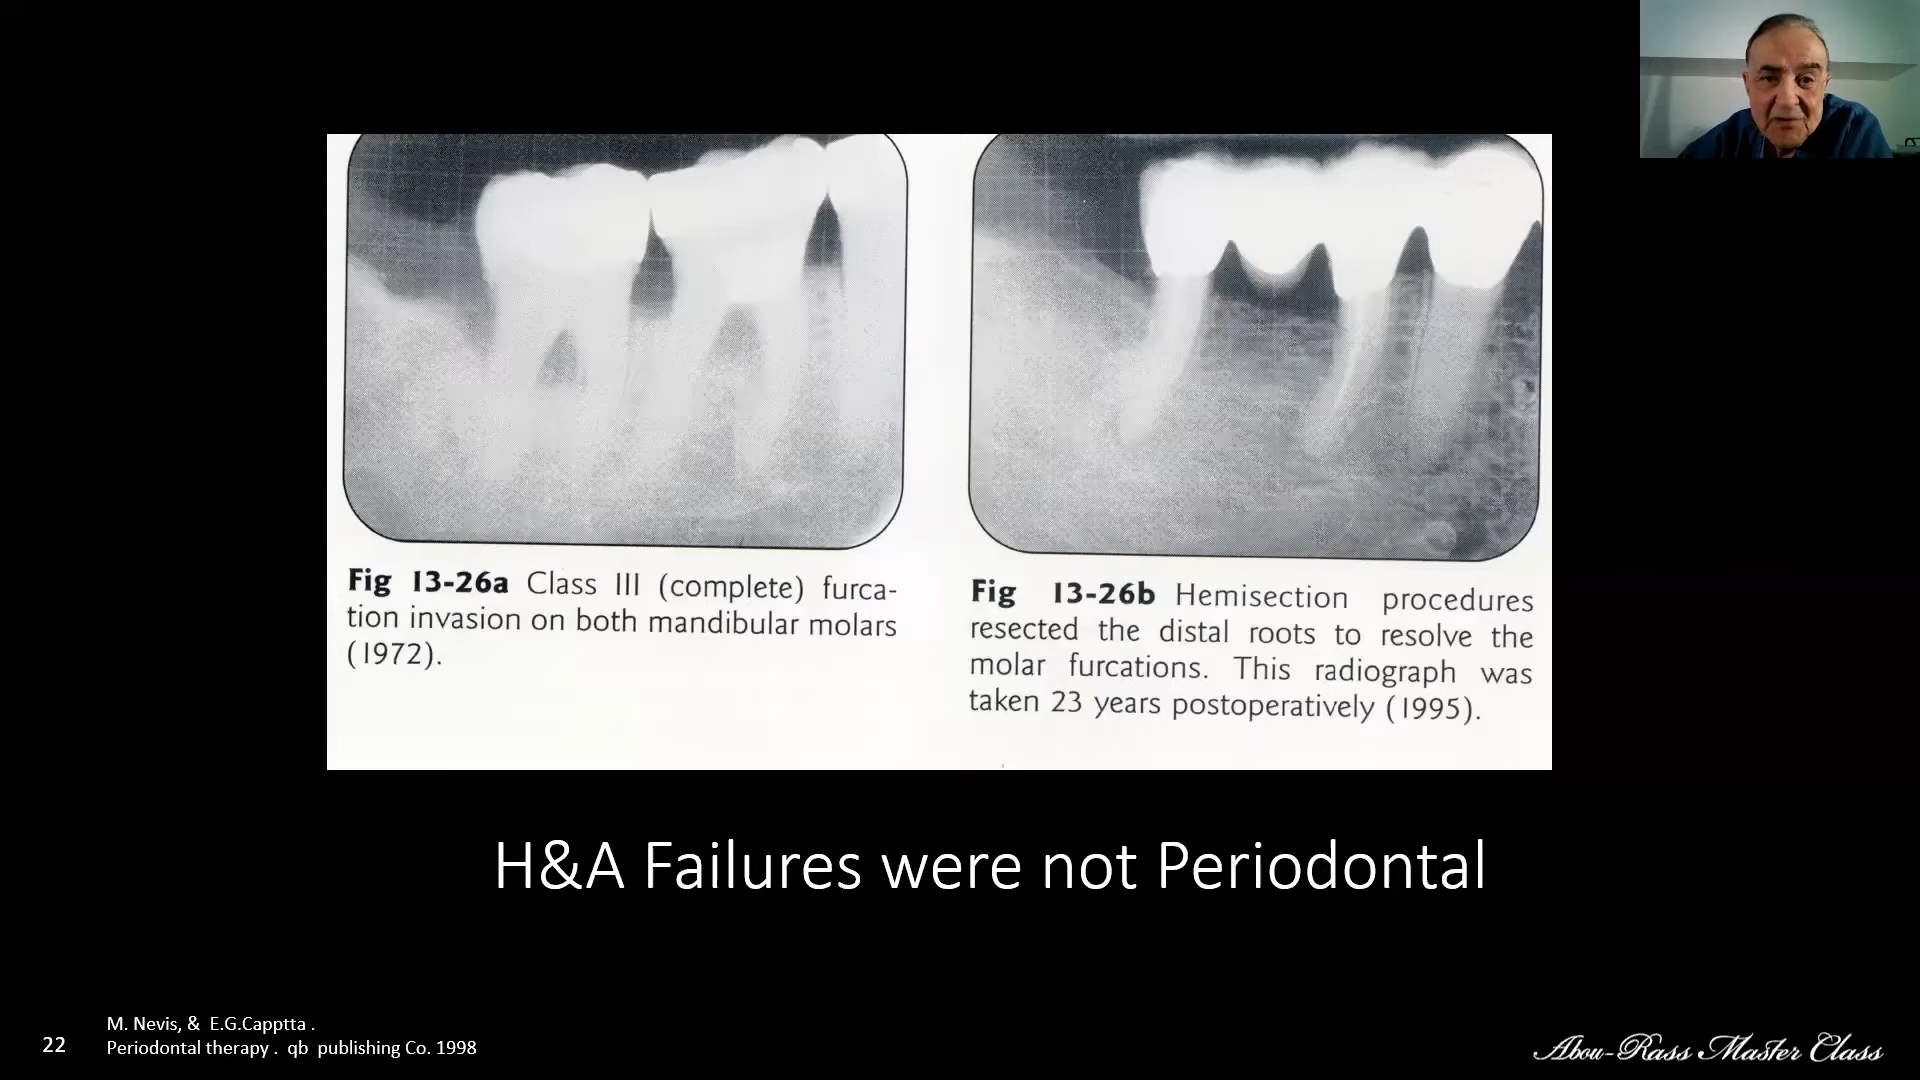 Fig 13-26a Class III (complete) furca-
tion invasion on both mandibular molars
(1972).
Fig 13-26b Hemisection procedures
resected the distal roots to resolve the
molar furcations. This radiograph was
taken 23 years postoperatively (1995).
H&A Failures were not Periodontal
M. Nevis, & E.G.Capptta .
Periodontal therapy . qb publishing Co. 1998
22
Abou-Rass Master Class